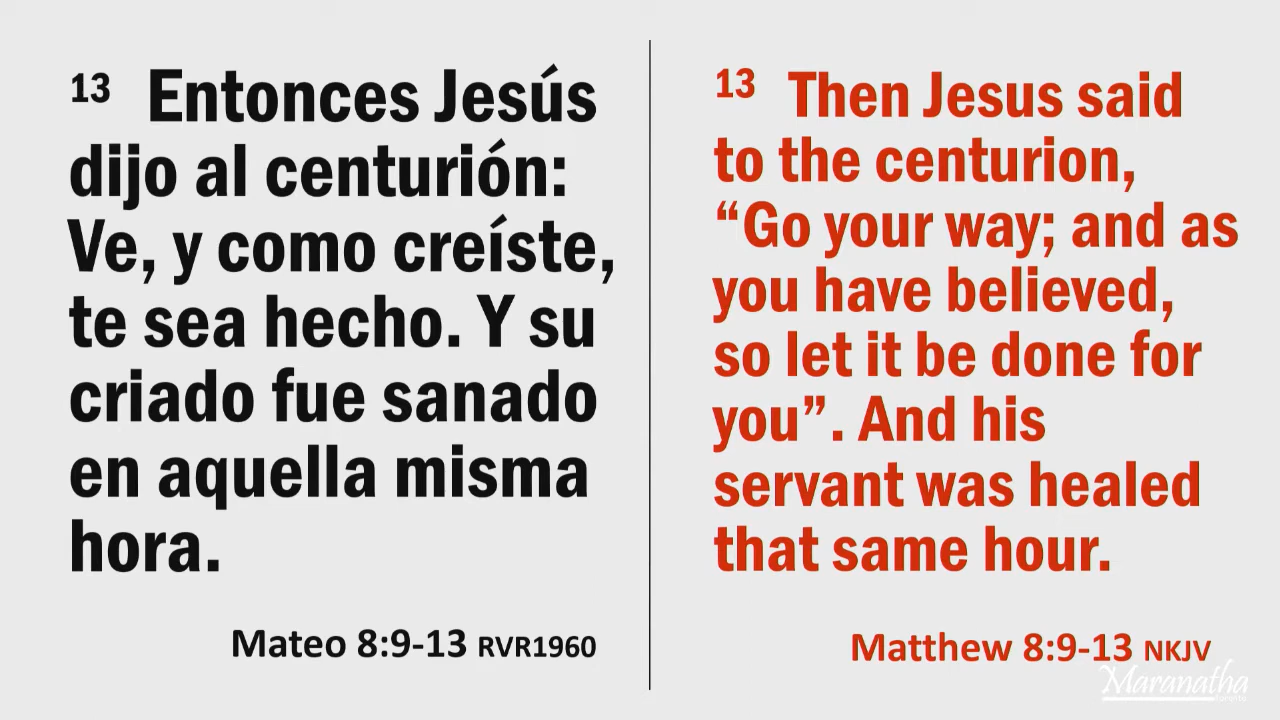 13 Entonces Jesús
dijo al centurión:
Ve, y como creíste,
te sea hecho. Y su
criado fue sanado
en aquella misma
hora.
Mateo 8:9-13 RVR1960
13 Then Jesus said
to the centurion,
“Go your way; and as
you have believed,
so let it be done for
you”. And his
servant was healed
that same hour.
Matthew 8:9-13 NKJV
Maranatha